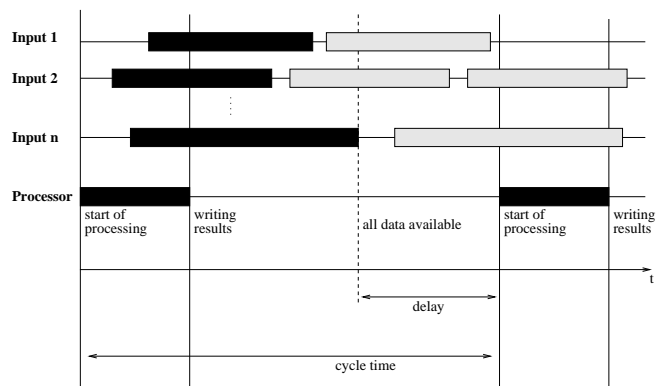 Input 1
Input 2
Input n
Processor
start of
processing
writing
results
all data available
start of
processing
writing
results
t
delay
cycle time